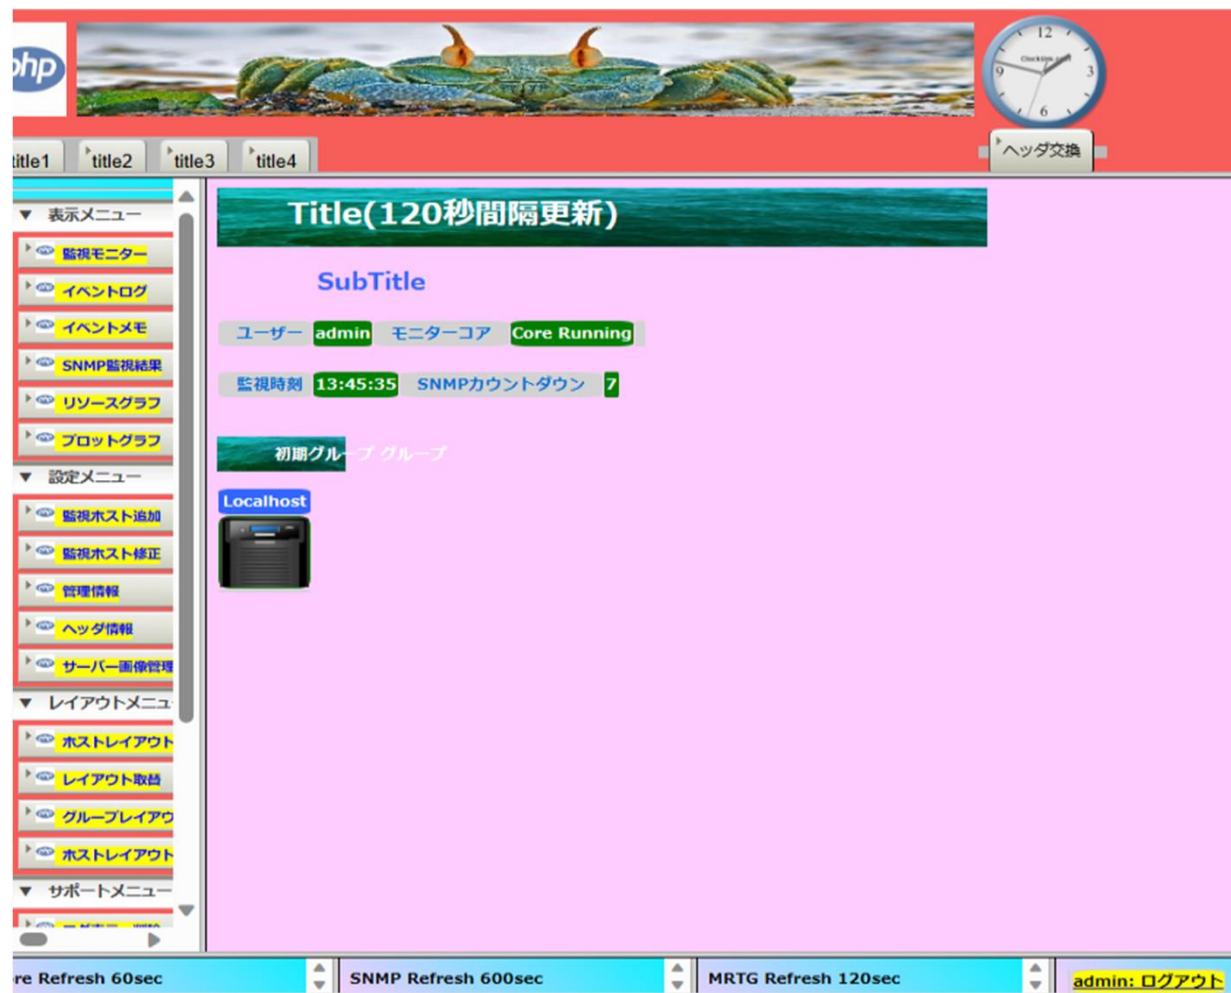 php
12
3
6
9
title1 title2 title3 title4
ヘッダ交換
▼ 表示メニュー
監視モニター
イベントログ
イベントメモ
SNMP監視結果
リソースグラフ
プロットグラフ
▼ 設定メニュー
監視ホスト追加
監視ホスト修正
管理情報
ヘッダ情報
サーバー画像管理
▼ レイアウトメニュ
ホストレイアウト
レイアウト取替
グループレイアウ
ホストレイアウト
▼ サポートメニュー
Title(120秒間隔更新)
SubTitle
ユーザー admin モニターコア Core Running
監視時刻 13:45:35 SNMPカウントダウン 7
初期グループ グループ
Localhost
re Refresh 60sec
SNMP Refresh 600sec
MRTG Refresh 120sec
admin: ログアウト